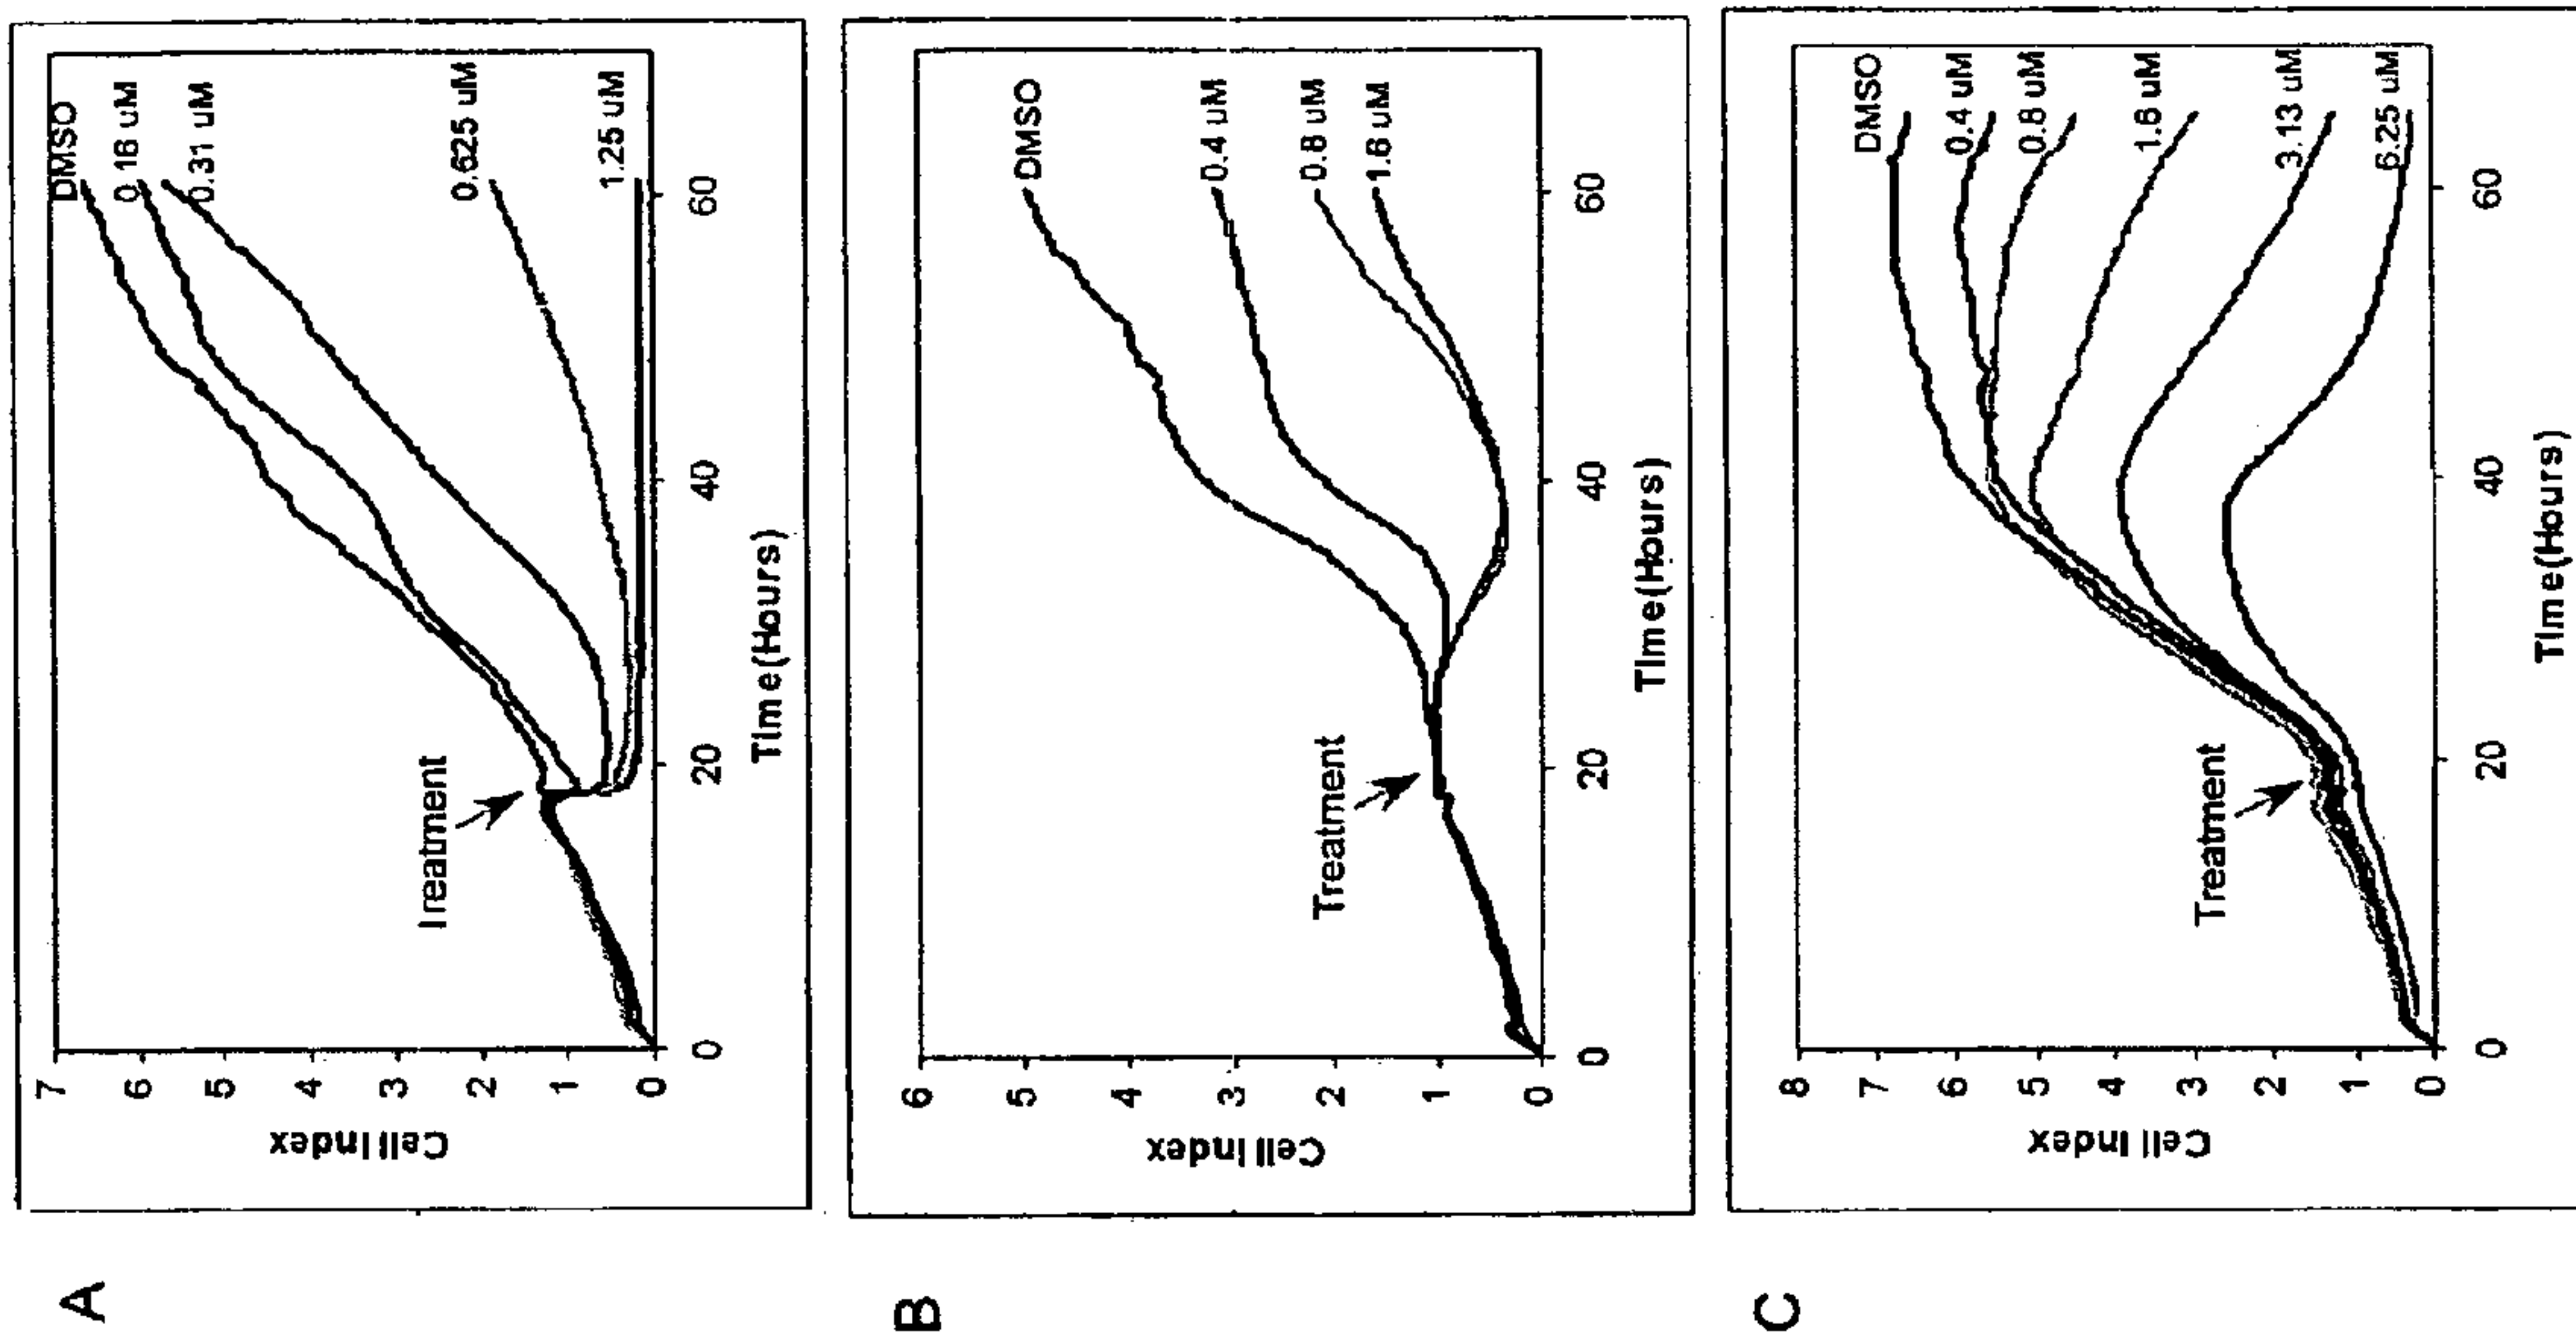 A
Cell Index
7
6
5
4
3
2
1
0
0
20
40
60
Time(Hours)
Treatment
DMSO
0.16 uM
0.31 uM
0.625 uM
1.25 uM
B
Cell Index
6
5
4
3
2
1
0
0
20
40
60
Time(Hours)
Treatment
DMSO
0.4 uM
0.8 uM
1.6 uM
C
Cell Index
8
7
6
5
4
3
2
1
0
0
20
40
60
Time(Hours)
Treatment
DMSO
0.4 uM
0.8 uM
1.6 uM
3.13 uM
6.25 uM